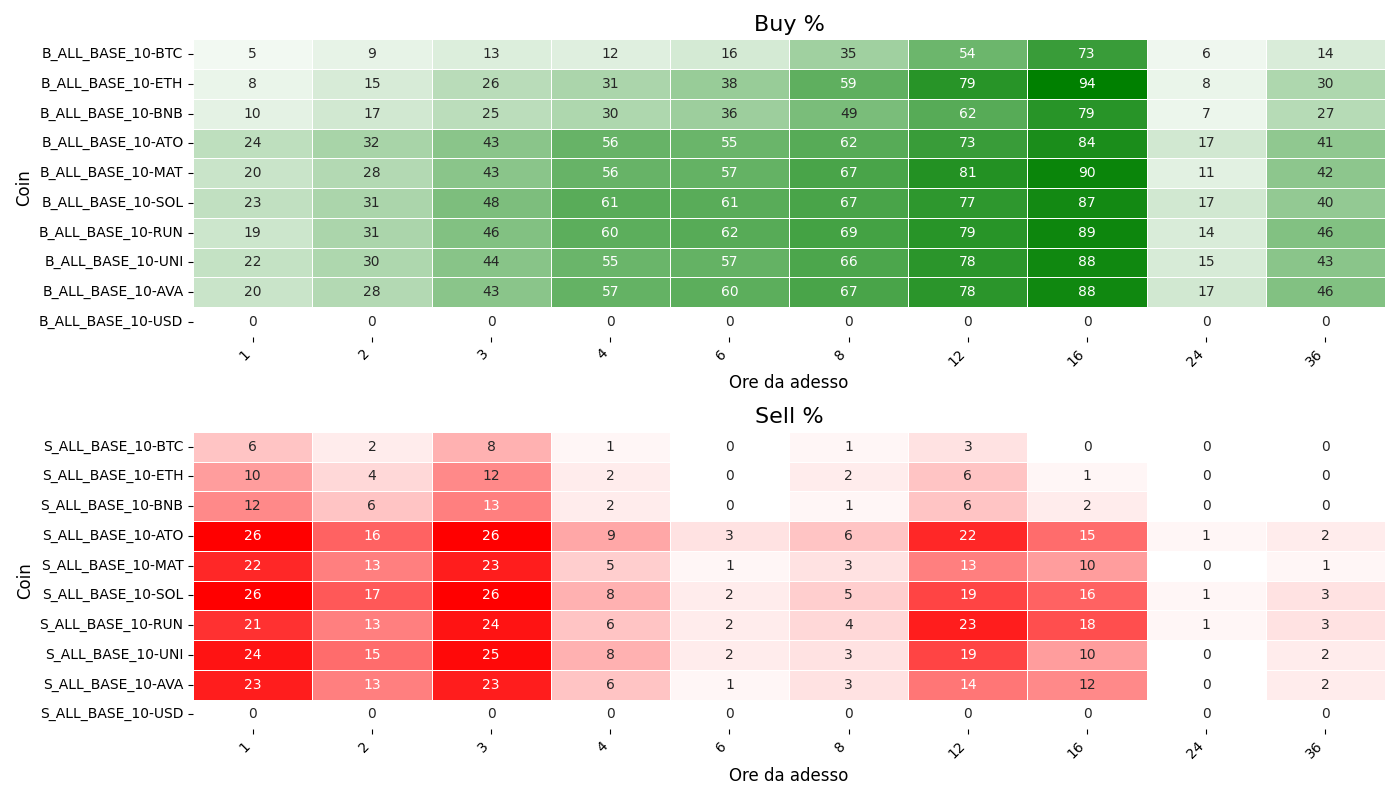 Buy %
Coin
B_ALL_BASE_10-BTC 5 9 13 12 16 35 54 73 6 14
B_ALL_BASE_10-ETH 8 15 26 31 38 59 79 94 8 30
B_ALL_BASE_10-BNB 10 17 25 30 36 49 62 79 7 27
B_ALL_BASE_10-ATO 24 32 43 56 55 62 73 84 17 41
B_ALL_BASE_10-MAT 20 28 43 56 57 67 81 90 11 42
B_ALL_BASE_10-SOL 23 31 48 61 61 67 77 87 17 40
B_ALL_BASE_10-RUN 19 31 46 60 62 69 79 89 14 46
B_ALL_BASE_10-UNI 22 30 44 55 57 66 78 88 15 43
B_ALL_BASE_10-AVA 20 28 43 57 60 67 78 88 17 46
B_ALL_BASE_10-USD 0 0 0 0 0 0 0 0 0 0
1 2 3 4 6 8 12 16 24 36
Ore da adesso
Sell %
Coin
S_ALL_BASE_10-BTC 6 2 8 1 0 1 3 0 0 0
S_ALL_BASE_10-ETH 10 4 12 2 0 2 6 1 0 0
S_ALL_BASE_10-BNB 12 6 13 2 0 1 6 2 0 0
S_ALL_BASE_10-ATO 26 16 26 9 3 6 22 15 1 2
S_ALL_BASE_10-MAT 22 13 23 5 1 3 13 10 0 1
S_ALL_BASE_10-SOL 26 17 26 8 2 5 19 16 1 3
S_ALL_BASE_10-RUN 21 13 24 6 2 4 23 18 1 3
S_ALL_BASE_10-UNI 24 15 25 8 2 3 19 10 0 2
S_ALL_BASE_10-AVA 23 13 23 6 1 3 14 12 0 2
S_ALL_BASE_10-USD 0 0 0 0 0 0 0 0 0 0
1 2 3 4 6 8 12 16 24 36
Ore da adesso